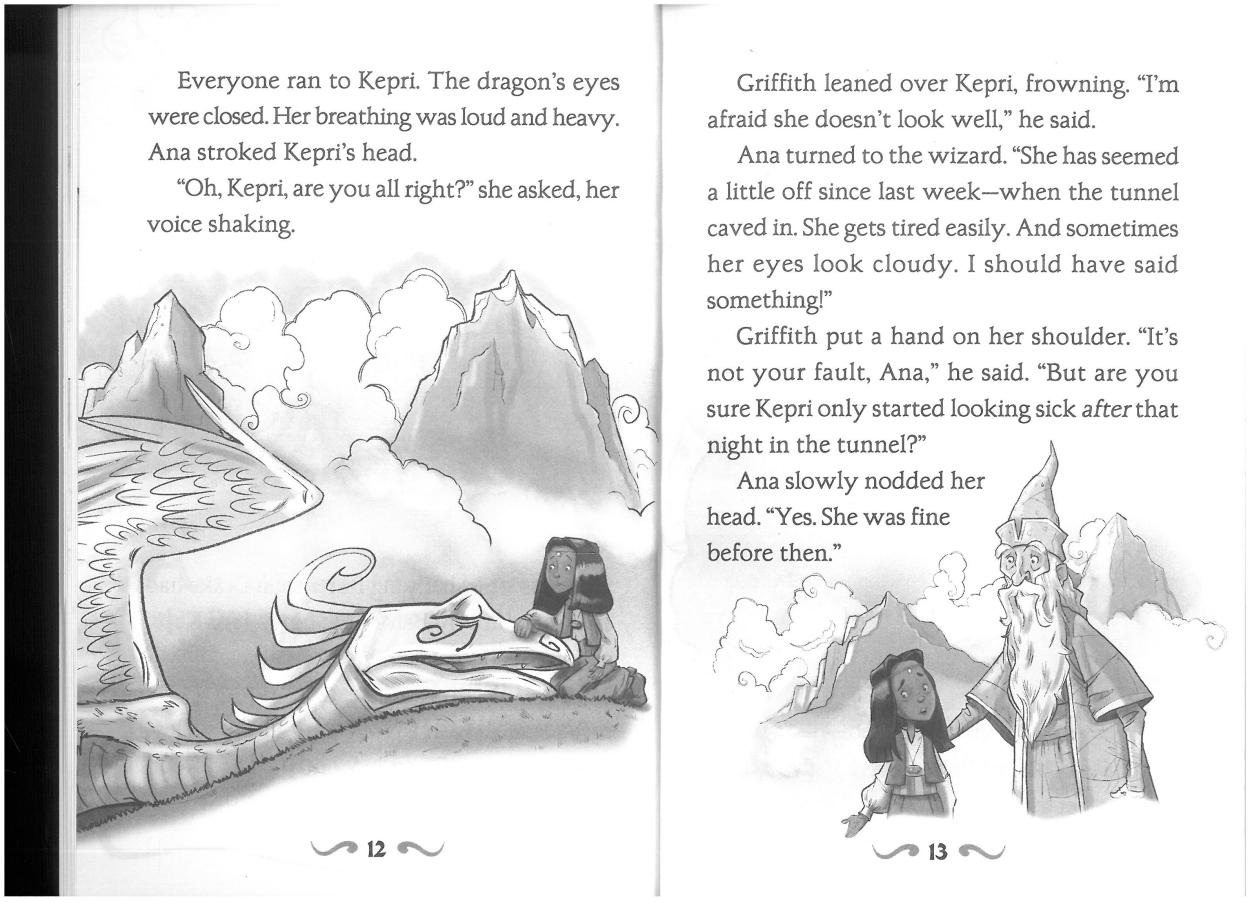 Everyone ran to Kepri. The dragon’s eyes
were closed. Her breathing was loud and heavy.
Ana stroked Kepri’s head.
“Oh, Kepri, are you all right?” she asked, her
voice shaking.
12
Griffith leaned over Kepri, frowning. “I’m
afraid she doesn’t look well,” he said.
Ana turned to the wizard. “She has seemed
a little off since last week—when the tunnel
caved in. She gets tired easily. And sometimes
her eyes look cloudy. I should have said
something!”
Griffith put a hand on her shoulder. “It’s
not your fault, Ana,” he said. “But are you
sure Kepri only started looking sick after that
night in the tunnel?”
Ana slowly nodded her
head. “Yes. She was fine
before then.”
13